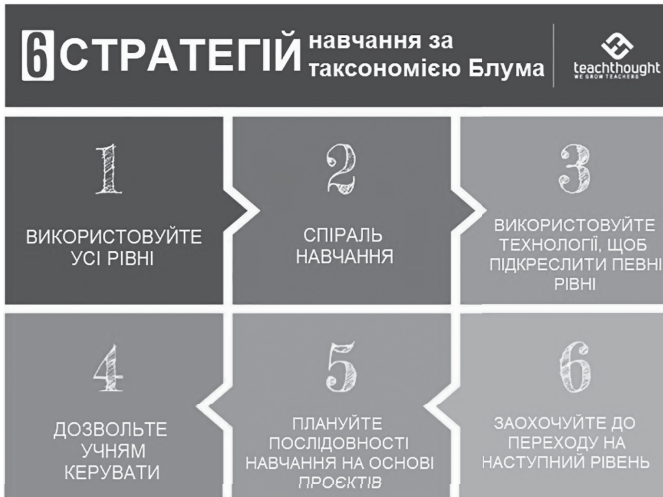 6 СТРАТЕГІЙ навчання за
таксономією Блума
teachthought
WE GROW TEACHERS
1
ВИКОРИСТОВУЙТЕ
УСІ РІВНІ
2
СПІРАЛЬ
НАВЧАННЯ
3
ВИКОРИСТОВУЙТЕ
ТЕХНОЛОГІЇ, ЩОБ
ПІДКРЕСЛИТИ ПЕВНІ
РІВНІ
4
ДОЗВОЛЬТЕ
УЧНЯМ
КЕРУВАТИ
5
ПЛАНУЙТЕ
ПОСЛІДОВНОСТІ
НАВЧАННЯ НА ОСНОВІ
ПРОЄКТІВ
6
ЗАОХОЧУЙТЕ ДО
ПЕРЕХОДУ НА
НАСТУПНИЙ РІВЕНЬ